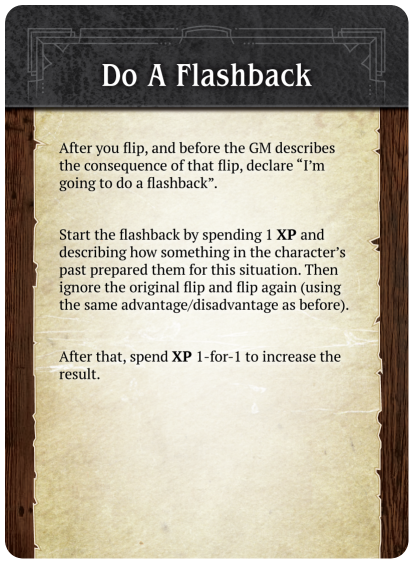 Do A Flashback
After you flip, and before the GM describes
the consequence of that flip, declare “I’m
going to do a flashback”.
Start the flashback by spending 1 XP and
describing how something in the character’s
past prepared them for this situation. Then
ignore the original flip and flip again (using
the same advantage/disadvantage as before).
After that, spend XP 1-for-1 to increase the
result.